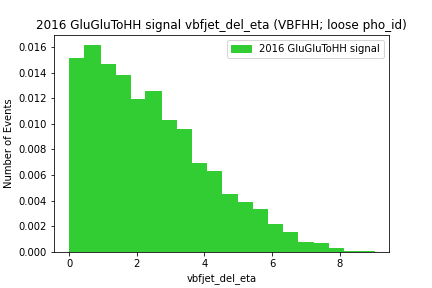 2016 GluGluToHH signal vbfjet_del_eta (VBFHH; loose pho_id)
2016 GluGluToHH signal
Number of Events
0.016
0.014
0.012
0.010
0.008
0.006
0.004
0.002
0.000
0 2 4 6 8
vbfjet_del_eta